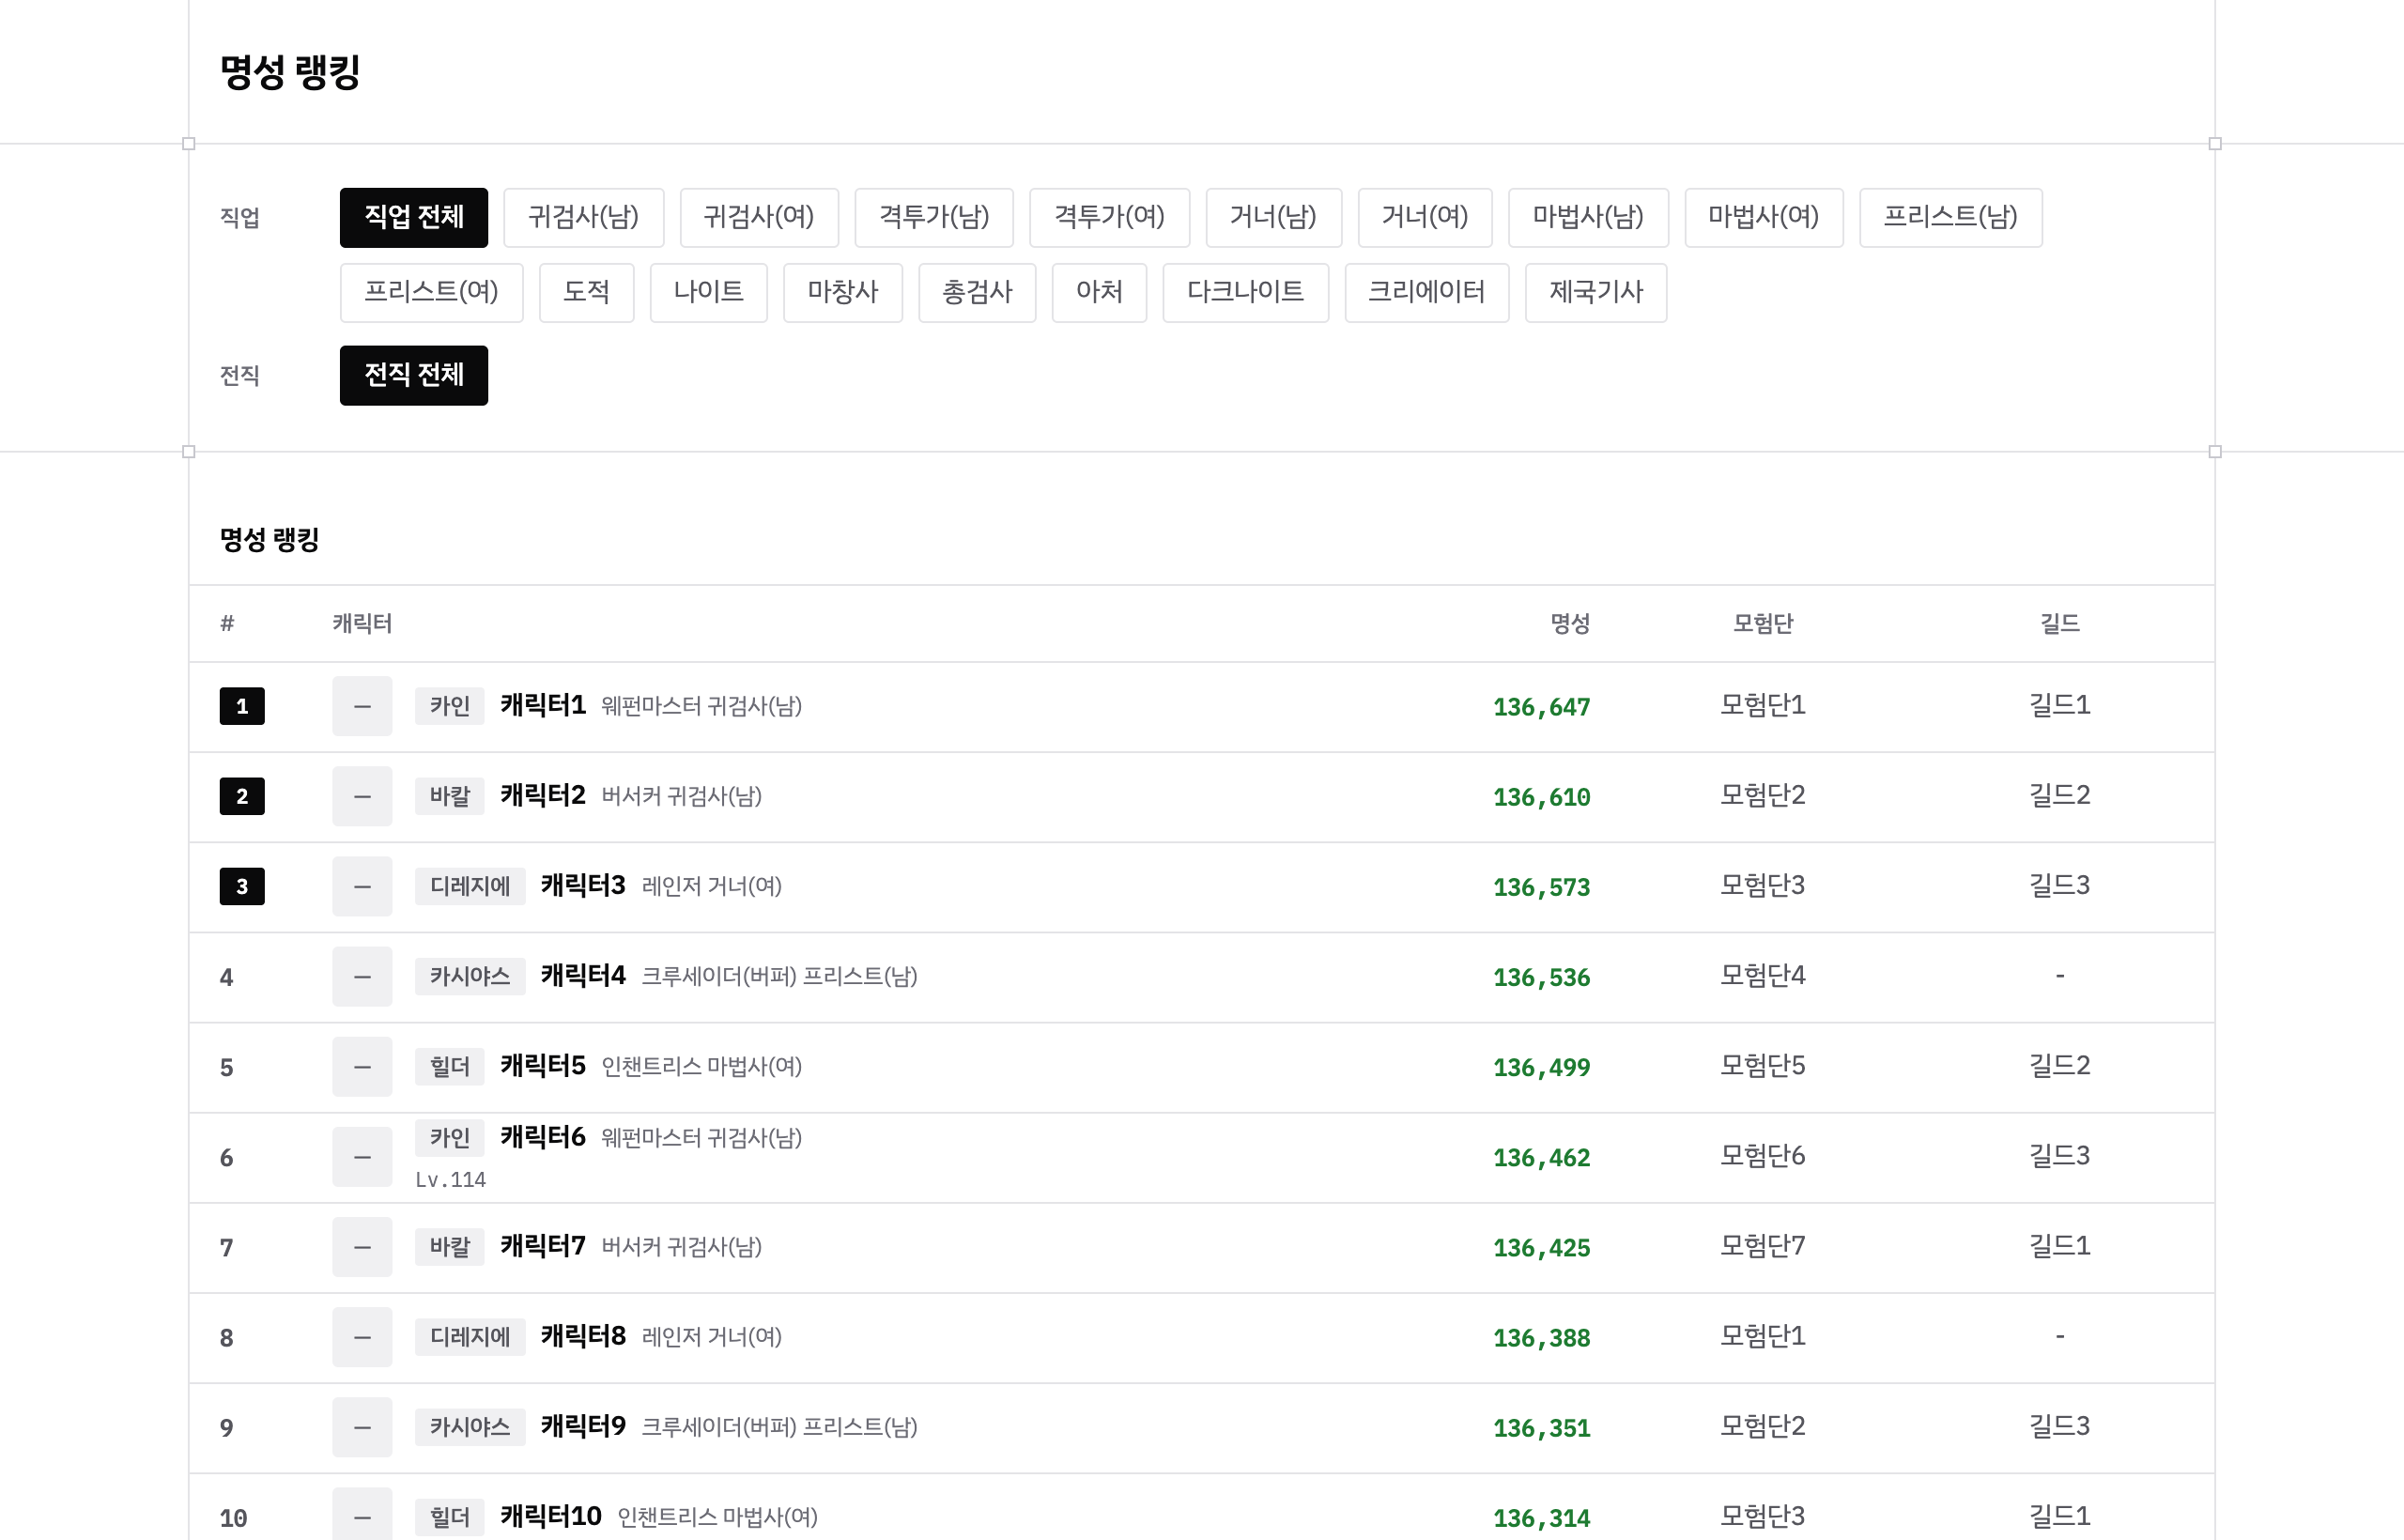 명성 랭킹
직업 직업 전체 귀검사(남) 귀검사(여) 격투가(남) 격투가(여) 거너(남) 거너(여) 마법사(남) 마법사(여) 프리스트(남)
프리스트(여) 도적 나이트 마창사 총검사 아처 다크나이트 크리에이터 제국기사
전직 전직 전체
명성 랭킹
# 캐릭터 명성 모험단 길드
1 — 카인 캐릭터1 웨펀마스터 귀검사(남) 136,647 모험단1 길드1
2 — 바칼 캐릭터2 버서커 귀검사(남) 136,610 모험단2 길드2
3 — 디레지에 캐릭터3 레인저 거너(여) 136,573 모험단3 길드3
4 — 카시야스 캐릭터4 크루세이더(버퍼) 프리스트(남) 136,536 모험단4 -
5 — 힐더 캐릭터5 인챈트리스 마법사(여) 136,499 모험단5 길드2
6 — 카인 캐릭터6 웨펀마스터 귀검사(남) 136,462 모험단6 길드3
Lv.114
7 — 바칼 캐릭터7 버서커 귀검사(남) 136,425 모험단7 길드1
8 — 디레지에 캐릭터8 레인저 거너(여) 136,388 모험단1 -
9 — 카시야스 캐릭터9 크루세이더(버퍼) 프리스트(남) 136,351 모험단2 길드3
10 — 힐더 캐릭터10 인챈트리스 마법사(여) 136,314 모험단3 길드1